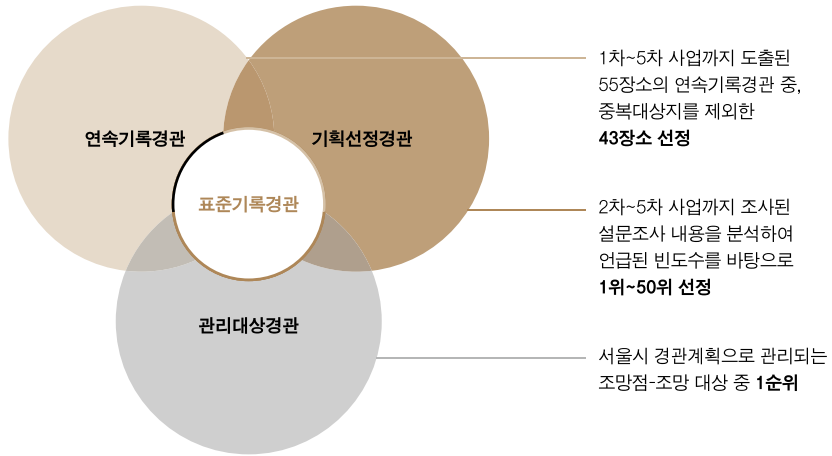 연속기록경관
기획선정경관
표준기록경관
관리대상경관
1차~5차 사업까지 도출된
55장소의 연속기록경관 중,
중복대상지를 제외한
43장소 선정
2차~5차 사업까지 조사된
설문조사 내용을 분석하여
언급된 빈도수를 바탕으로
1위~50위 선정
서울시 경관계획으로 관리되는
조망점-조망 대상 중 1순위